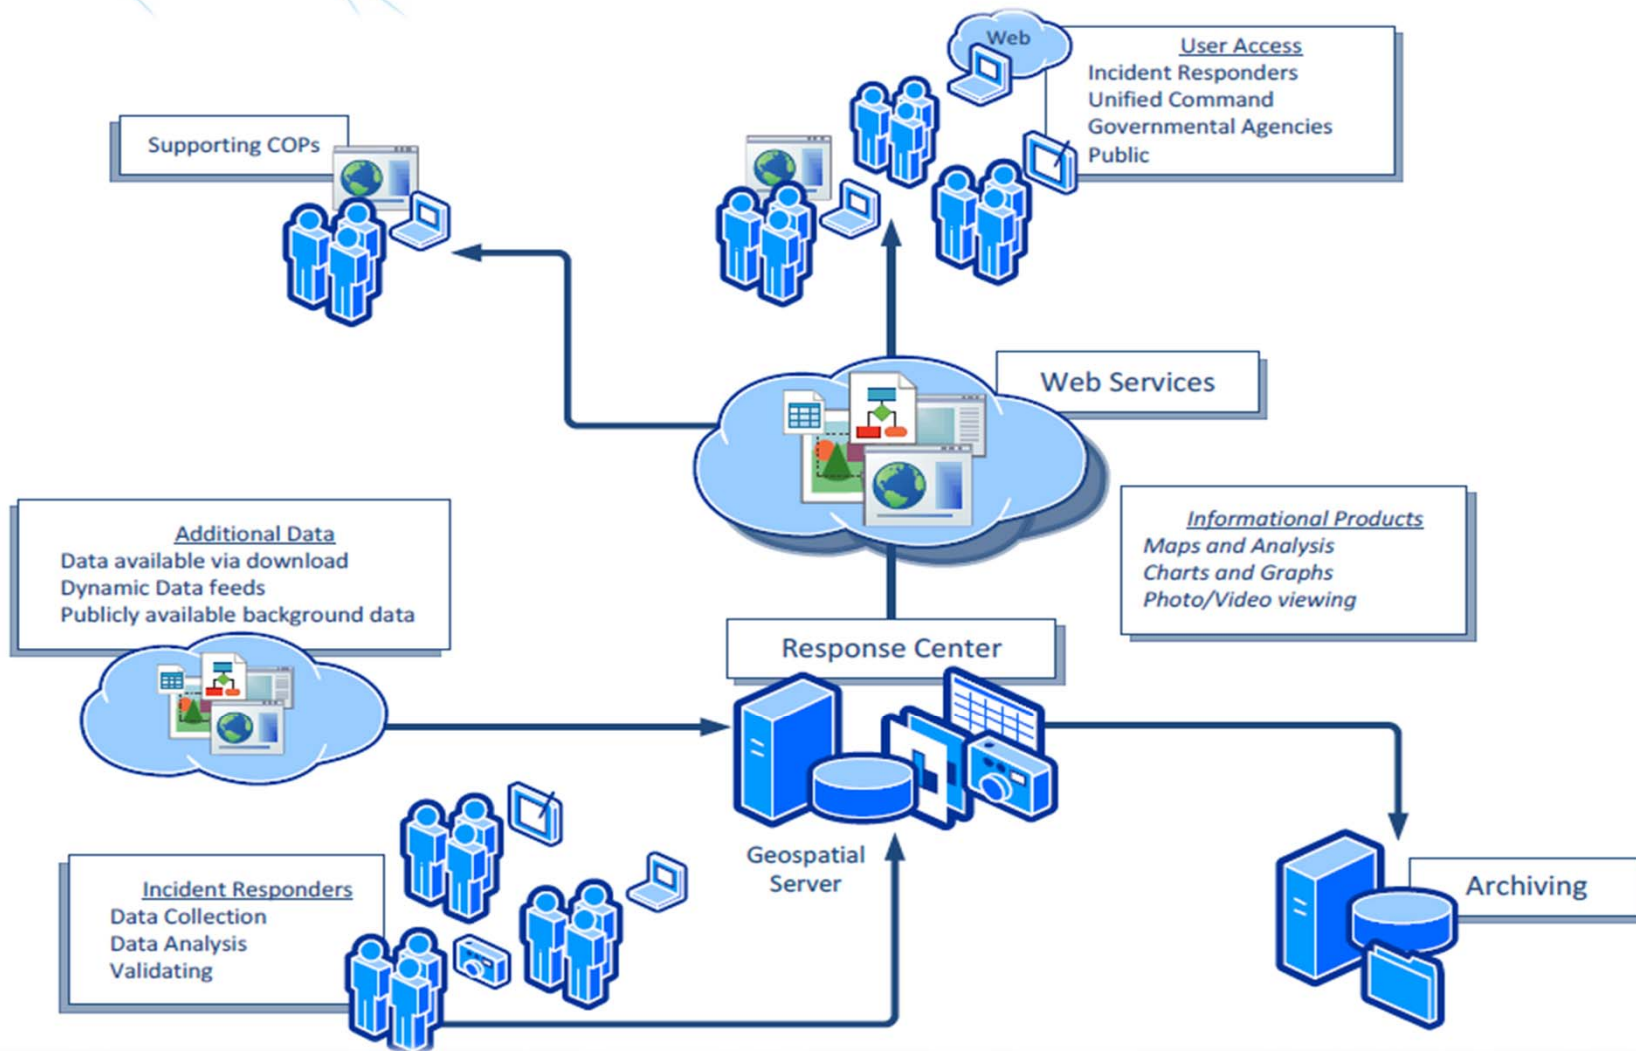 Web
User Access
Incident Responders
Unified Command
Governmental Agencies
Public
Supporting COPs
Web Services
Additional Data
Data available via download
Dynamic Data feeds
Publicly available background data
Informational Products
Maps and Analysis
Charts and Graphs
Photo/Video viewing
Response Center
Geospatial
Server
Incident Responders
Data Collection
Data Analysis
Validating
Archiving